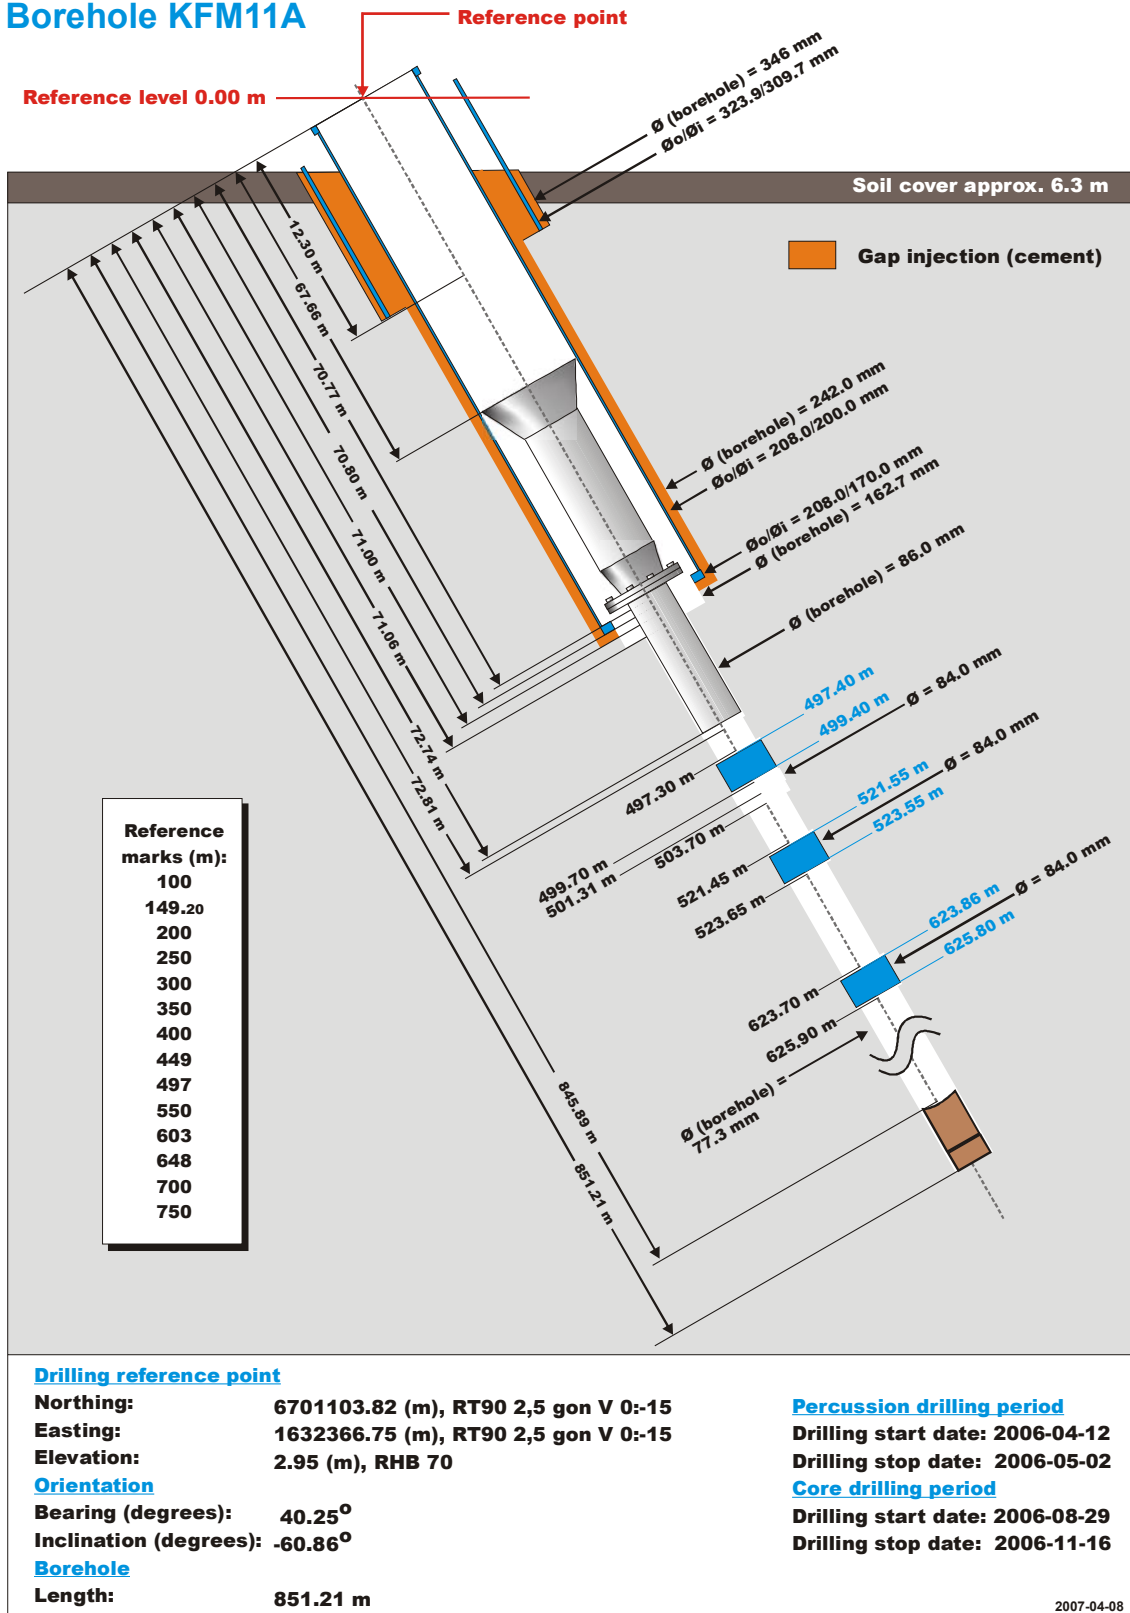 Borehole KFM11A
Reference point
Reference level 0.00 m
Ø (borehole) = 346 mm
Øo/Øi = 323.9/309.7 mm
Soil cover approx. 6.3 m
Gap injection (cement)
12.30 m
67.66 m
70.77 m
70.80 m
71.00 m
71.06 m
72.74 m
72.81 m
845.89 m
851.21 m
Ø (borehole) = 242.0 mm
Øo/Øi = 208.0/200.0 mm
Øo/Øi = 208.0/170.0 mm
Ø (borehole) = 162.7 mm
Ø (borehole) = 86.0 mm
497.40 m
499.40 m
Ø = 84.0 mm
497.30 m
499.70 m
501.31 m
503.70 m
521.55 m
523.55 m
Ø = 84.0 mm
521.45 m
523.65 m
623.86 m
625.80 m
Ø = 84.0 mm
623.70 m
625.90 m
Ø (borehole) =
77.3 mm
Reference
marks (m):
100
149.20
200
250
300
350
400
449
497
550
603
648
700
750
Drilling reference point
Northing: 6701103.82 (m), RT90 2,5 gon V 0:-15
Easting: 1632366.75 (m), RT90 2,5 gon V 0:-15
Elevation: 2.95 (m), RHB 70
Orientation
Bearing (degrees): 40.25°
Inclination (degrees): -60.86°
Borehole
Length: 851.21 m
Percussion drilling period
Drilling start date: 2006-04-12
Drilling stop date: 2006-05-02
Core drilling period
Drilling start date: 2006-08-29
Drilling stop date: 2006-11-16
2007-04-08